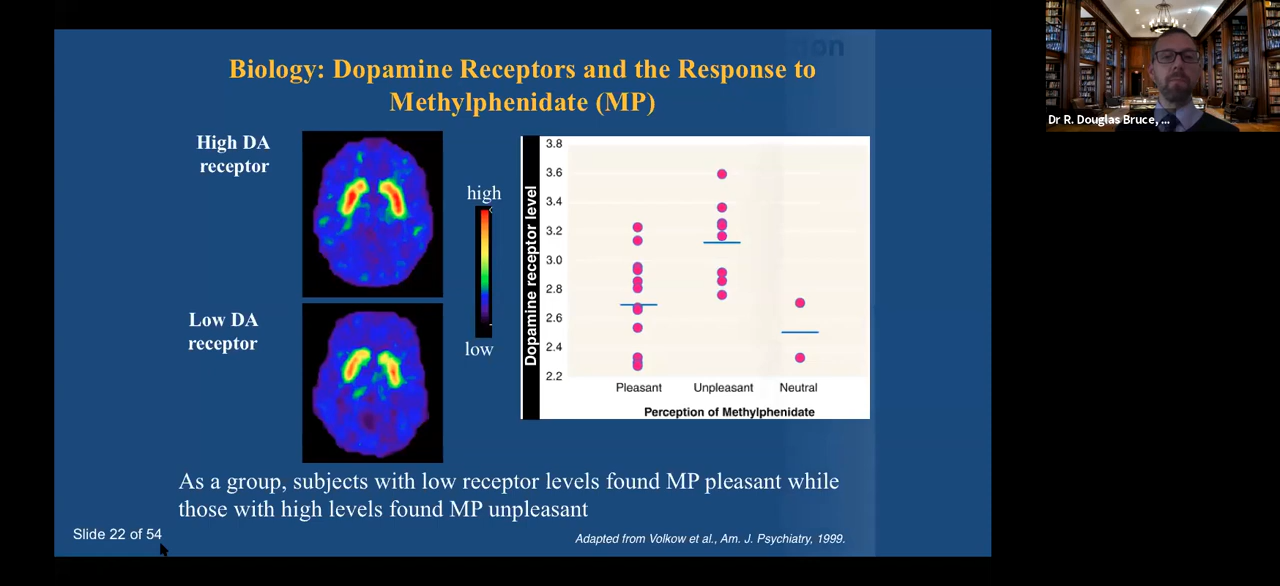 Biology: Dopamine Receptors and the Response to
Methylphenidate (MP)
High DA
receptor
Low DA
receptor
high
low
Dopamine receptor level
3.8
3.6
3.4
3.2
3.0
2.8
2.6
2.4
2.2
Pleasant Unpleasant Neutral
Perception of Methylphenidate
As a group, subjects with low receptor levels found MP pleasant while
those with high levels found MP unpleasant
Slide 22 of 54
Adapted from Volkow et al., Am. J. Psychiatry, 1999.
Dr R. Douglas Bruce, ...